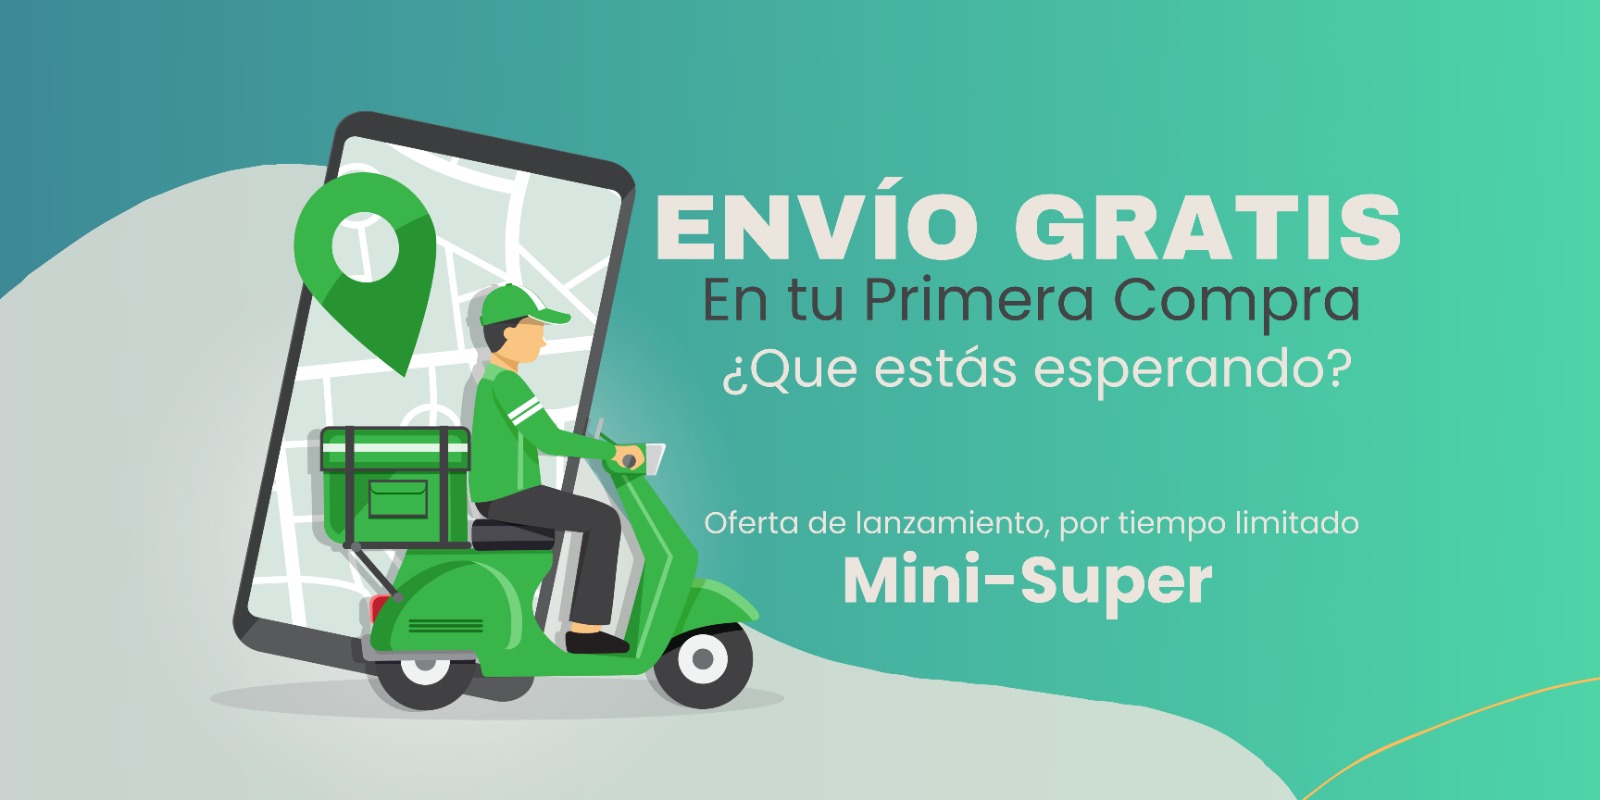 ENVÍO GRATIS
En tu Primera Compra
¿Que estás esperando?
Oferta de lanzamiento, por tiempo limitado
Mini-Super